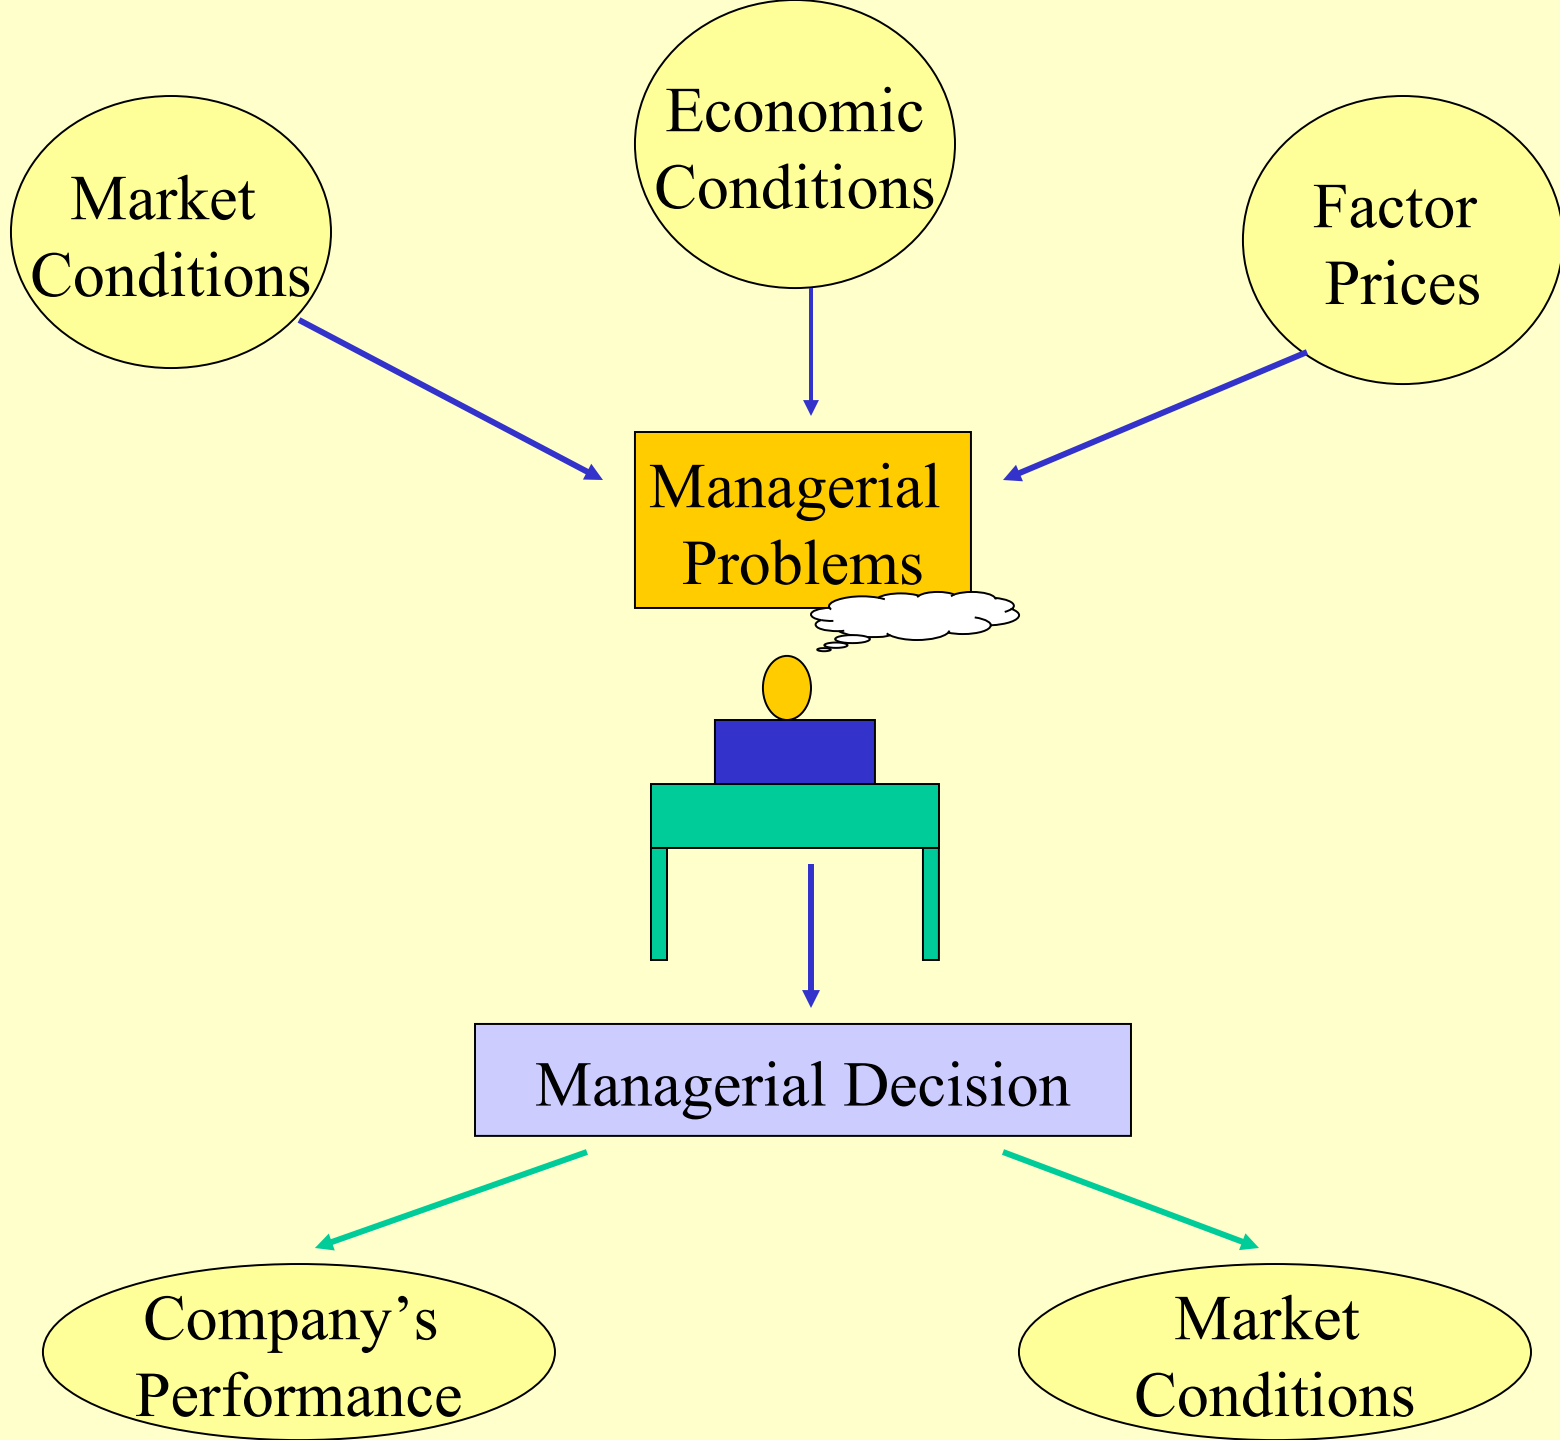 Economic
Conditions
Market
Conditions
Factor
Prices
Managerial
Problems
Managerial Decision
Company’s
Performance
Market
Conditions